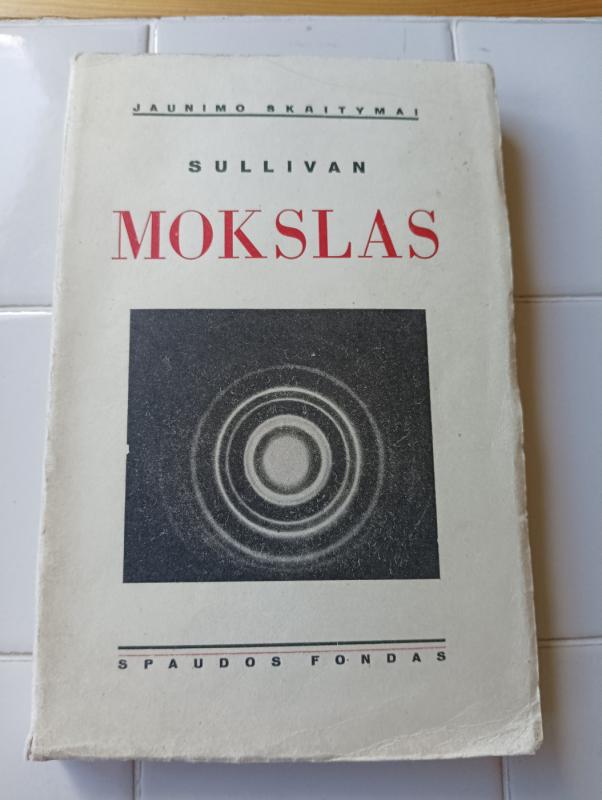 JAUNIMO SKAITYMAI
SULLIVAN
MOKSLAS
SPAUDOS FONDAS